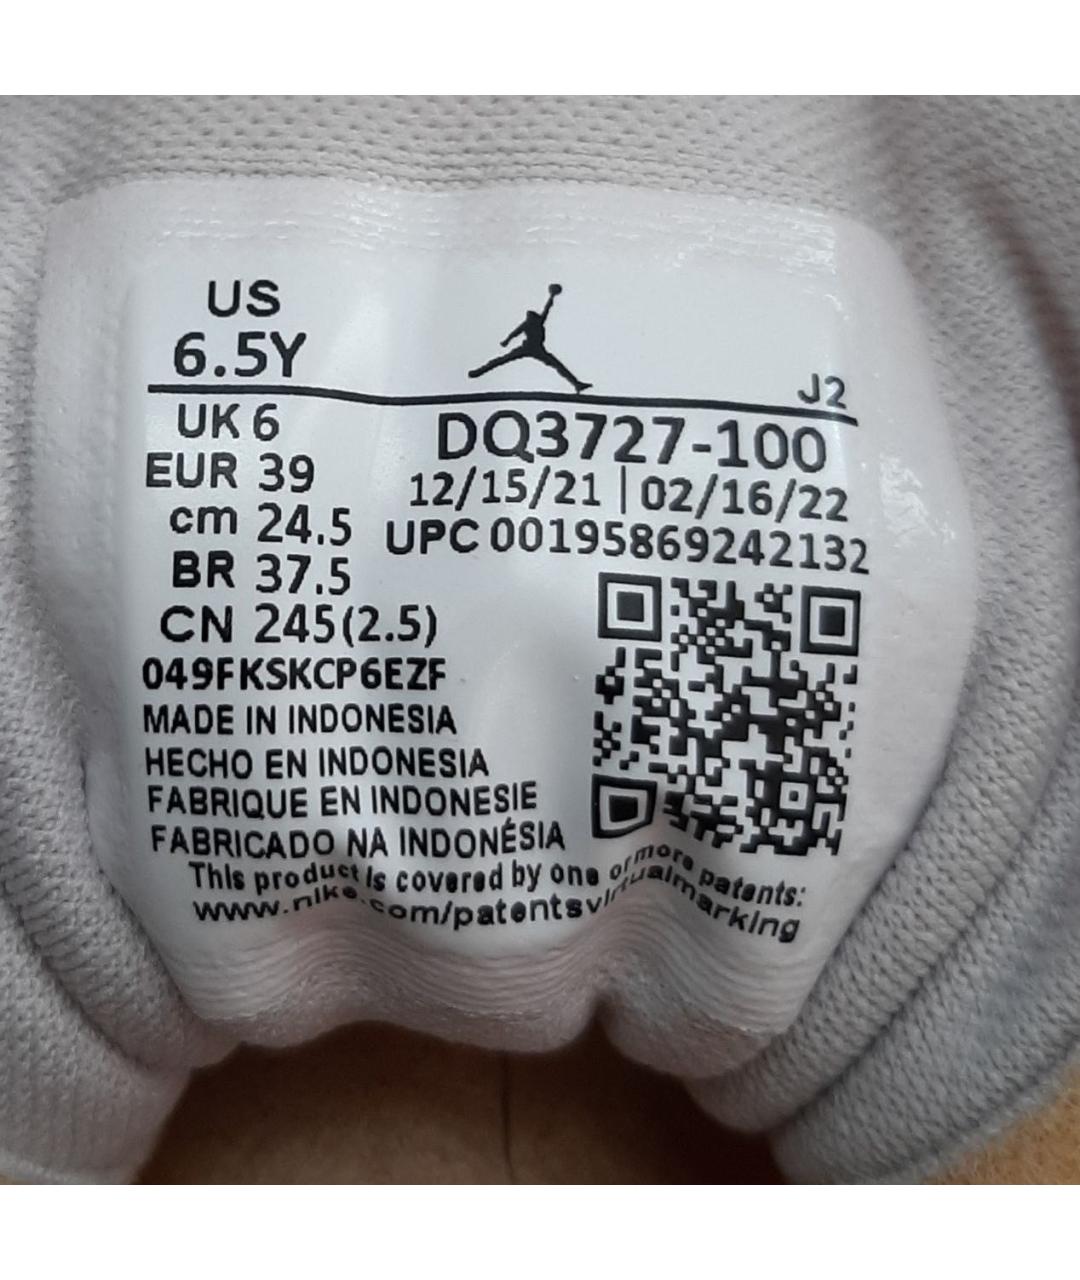 US
6.5Y
J2
UK 6
EUR 39
cm 24.5
BR 37.5
CN 245(2.5)
DQ3727-100
12/15/21 | 02/16/22
UPC 00195869242132
049FKSKCP6EZF
MADE IN INDONESIA
HECHO EN INDONESIA
FABRIQUE EN INDONESIE
FABRICADO NA INDONÉSIA
This product is covered by one or more patents:
www.nike.com/patentsvirtualmarking